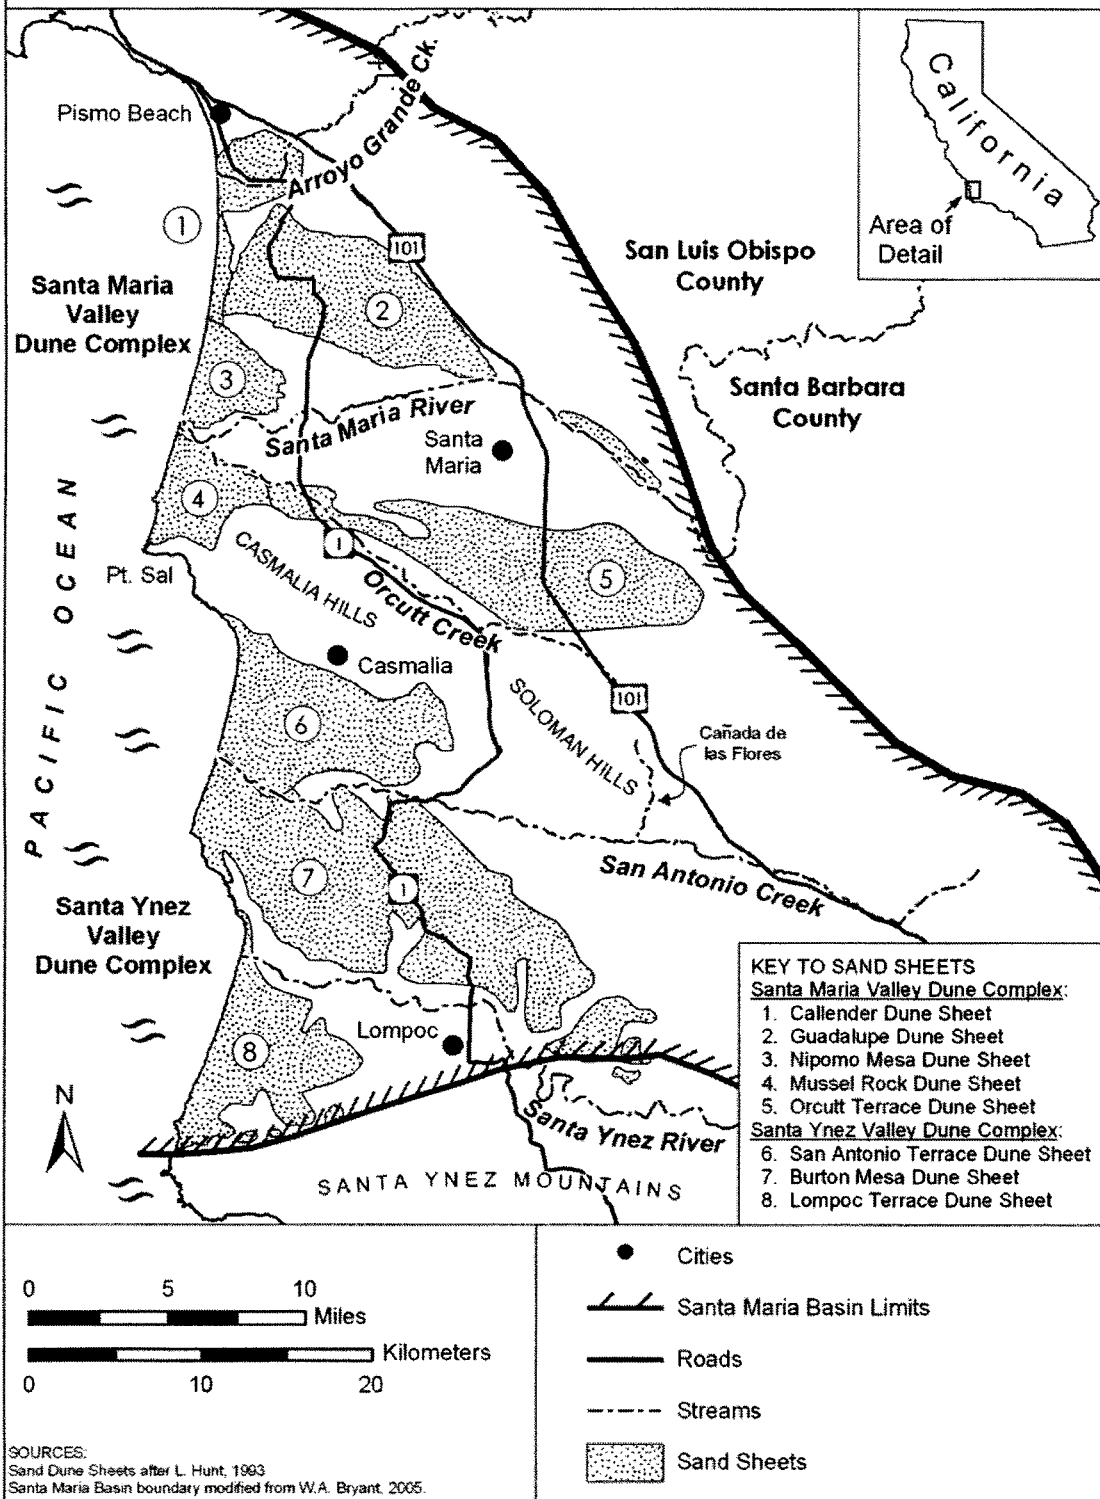 Pismo Beach
Arroyo Grande Ck.
California
Area of
Detail
1
101
San Luis Obispo
County
Santa Maria
Valley
Dune Complex
2
3
Santa Barbara
County
Santa Maria River
Santa
Maria
4
PACIFIC OCEAN
1
5
Pt. Sal
CASMALIA HILLS
Orcutt Creek
Casmalia
101
SOLOMAN HILLS
6
Cañada de
las Flores
7
1
San Antonio Creek
Santa Ynez
Valley
Dune Complex
8
Lompoc
N
Santa Ynez River
SANTA YNEZ MOUNTAINS
KEY TO SAND SHEETS
Santa Maria Valley Dune Complex:
1. Callender Dune Sheet
2. Guadalupe Dune Sheet
3. Nipomo Mesa Dune Sheet
4. Mussel Rock Dune Sheet
5. Orcutt Terrace Dune Sheet
Santa Ynez Valley Dune Complex:
6. San Antonio Terrace Dune Sheet
7. Burton Mesa Dune Sheet
8. Lompoc Terrace Dune Sheet
0 5 10
Miles
Kilometers
0 10 20
Cities
Santa Maria Basin Limits
Roads
Streams
Sand Sheets
SOURCES:
Sand Dune Sheets after L. Hunt, 1993
Santa Maria Basin boundary modified from W.A. Bryant, 2005.